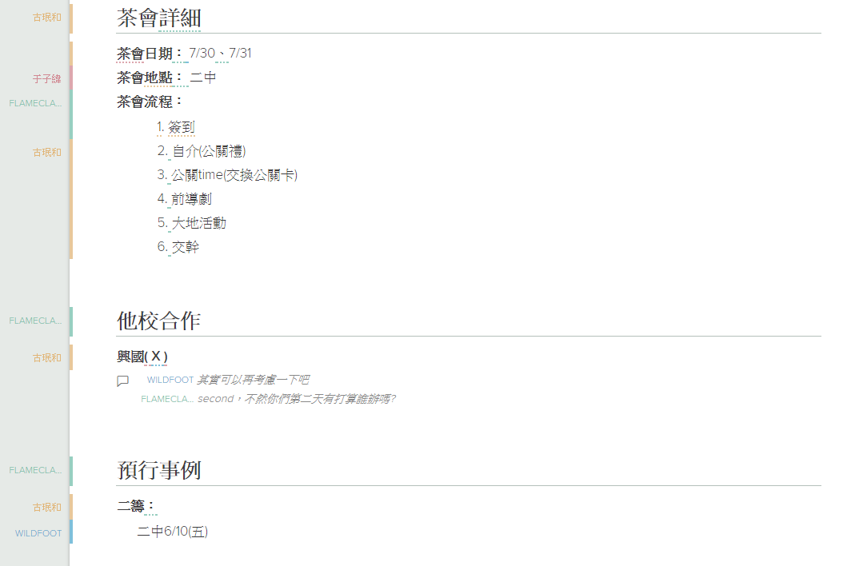 古珉和
茶會詳細
茶會日期： 7/30、7/31
于子緯
茶會地點： 二中
FLAMECLA...
茶會流程：
1. 簽到
古珉和
2. 自介(公關禮)
3. 公關time(交換公關卡)
4. 前導劇
5. 大地活動
6. 交幹
FLAMECLA...
他校合作
古珉和
興國( X )
WILDFOOT 其實可以再考慮一下吧
FLAMECLA... second，不然你們第二天有打算誰辦嗎?
FLAMECLA...
預行事例
古珉和
二籌：
WILDFOOT
二中6/10(五)